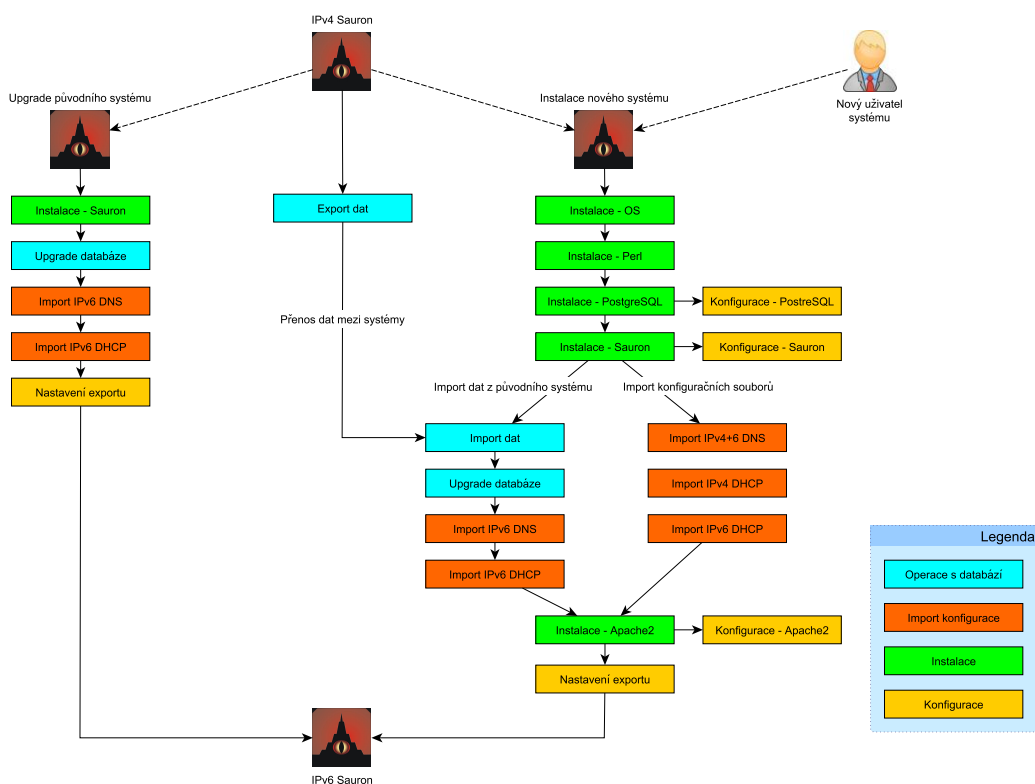 IPv4 Sauron
Upgrade původního systému
Instalace nového systému
Nový uživatel
systému
Instalace - Sauron
Upgrade databáze
Import IPv6 DNS
Import IPv6 DHCP
Nastavení exportu
Export dat
Přenos dat mezi systémy
Instalace - OS
Instalace - Perl
Instalace - PostgreSQL
Konfigurace - PostreSQL
Instalace - Sauron
Konfigurace - Sauron
Import dat z původního systému
Import konfiguračních souborů
Import dat
Upgrade databáze
Import IPv6 DNS
Import IPv6 DHCP
Import IPv4+6 DNS
Import IPv4 DHCP
Import IPv6 DHCP
Instalace - Apache2
Konfigurace - Apache2
Nastavení exportu
IPv6 Sauron
Legenda
Operace s databází
Import konfigurace
Instalace
Konfigurace